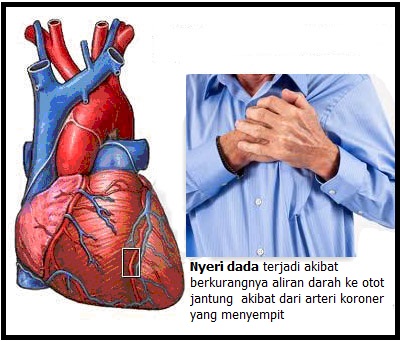 Nyeri dada terjadi akibat
berkurangnya aliran darah ke otot
jantung akibat dari arteri koroner
yang menyempit